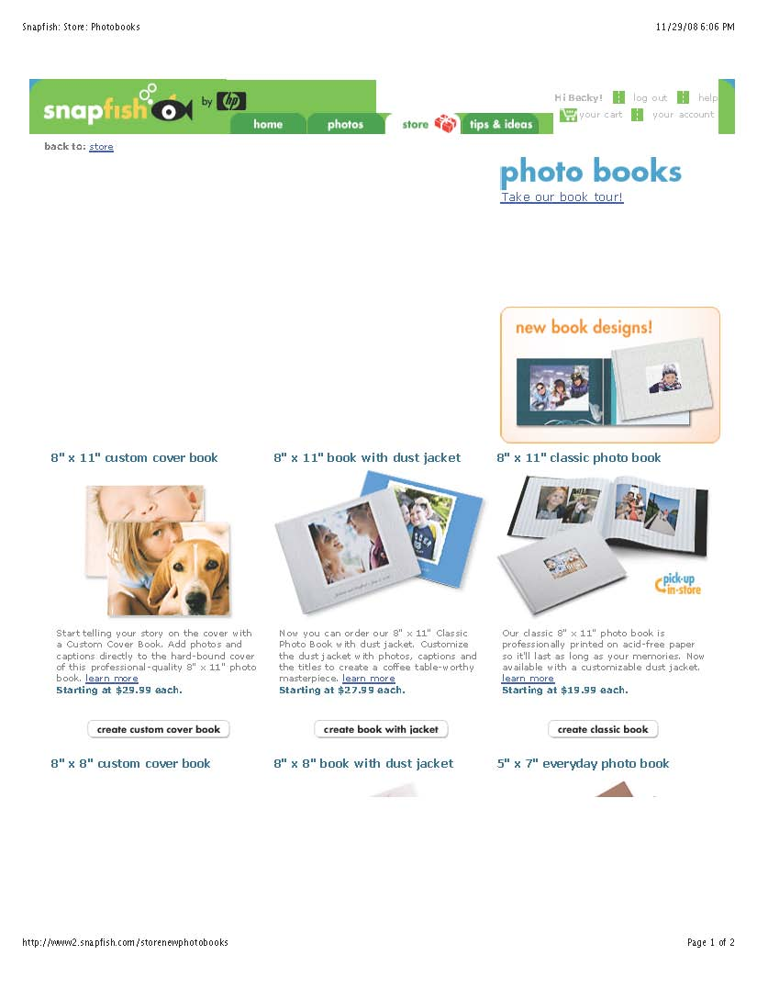 Snapfish: Store: Photobooks
11/29/08 6:06 PM
snapfish by hp
Hi Becky! log out help
your cart your account
home photos store tips & ideas
back to: store
photo books
Take our book tour!
new book designs!
8" x 11" custom cover book
8" x 11" book with dust jacket
8" x 11" classic photo book
pick-up
in-store
Start telling your story on the cover with
a Custom Cover Book. Add photos and
captions directly to the hard-bound cover
of this professional-quality 8" x 11" photo
book. learn more
Starting at $29.99 each.
Now you can order our 8" x 11" Classic
Photo Book with dust jacket. Customize
the dust jacket with photos, captions and
the titles to create a coffee table-worthy
masterpiece. learn more
Starting at $27.99 each.
Our classic 8" x 11" photo book is
professionally printed on acid-free paper
so it'll last as long as your memories. Now
available with a customizable dust jacket.
learn more
Starting at $19.99 each.
create custom cover book
create book with jacket
create classic book
8" x 8" custom cover book
8" x 8" book with dust jacket
5" x 7" everyday photo book
http://www2.snapfish.com/storenewphotobooks
Page 1 of 2